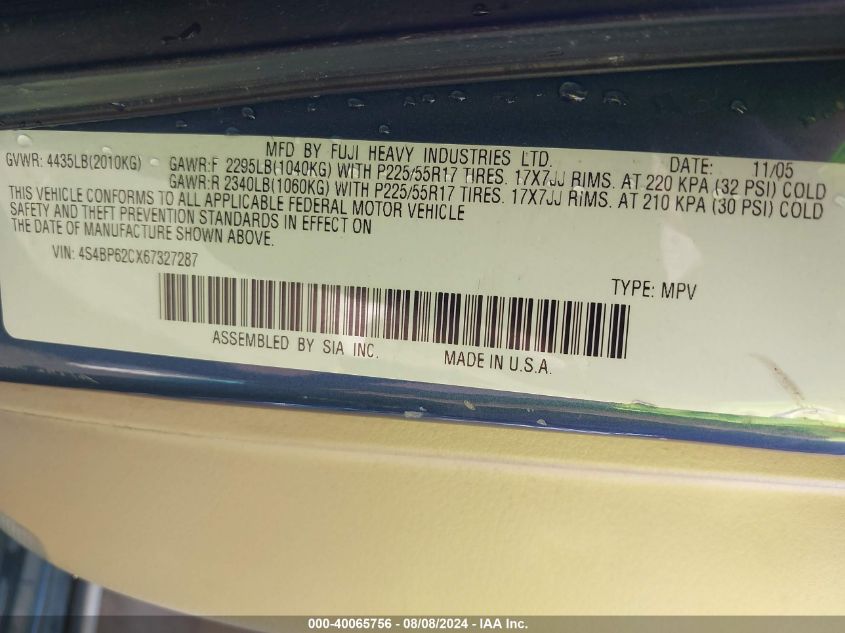 MFD BY FUJI HEAVY INDUSTRIES LTD. DATE: 11/05
GVWR: 4435LB(2010KG) GAWR:F 2295LB(1040KG) WITH P225/55R17 TIRES. 17X7JJ RIMS. AT 220 KPA (32 PSI) COLD
GAWR:R 2340LB(1060KG) WITH P225/55R17 TIRES. 17X7JJ RIMS. AT 210 KPA (30 PSI) COLD
THIS VEHICLE CONFORMS TO ALL APPLICABLE FEDERAL MOTOR VEHICLE
SAFETY AND THEFT PREVENTION STANDARDS IN EFFECT ON
THE DATE OF MANUFACTURE SHOWN ABOVE.
VIN: 4S4BP62CX67327287 TYPE: MPV
ASSEMBLED BY SIA INC. MADE IN U.S.A.
000-40065756 - 08/08/2024 - IAA Inc.